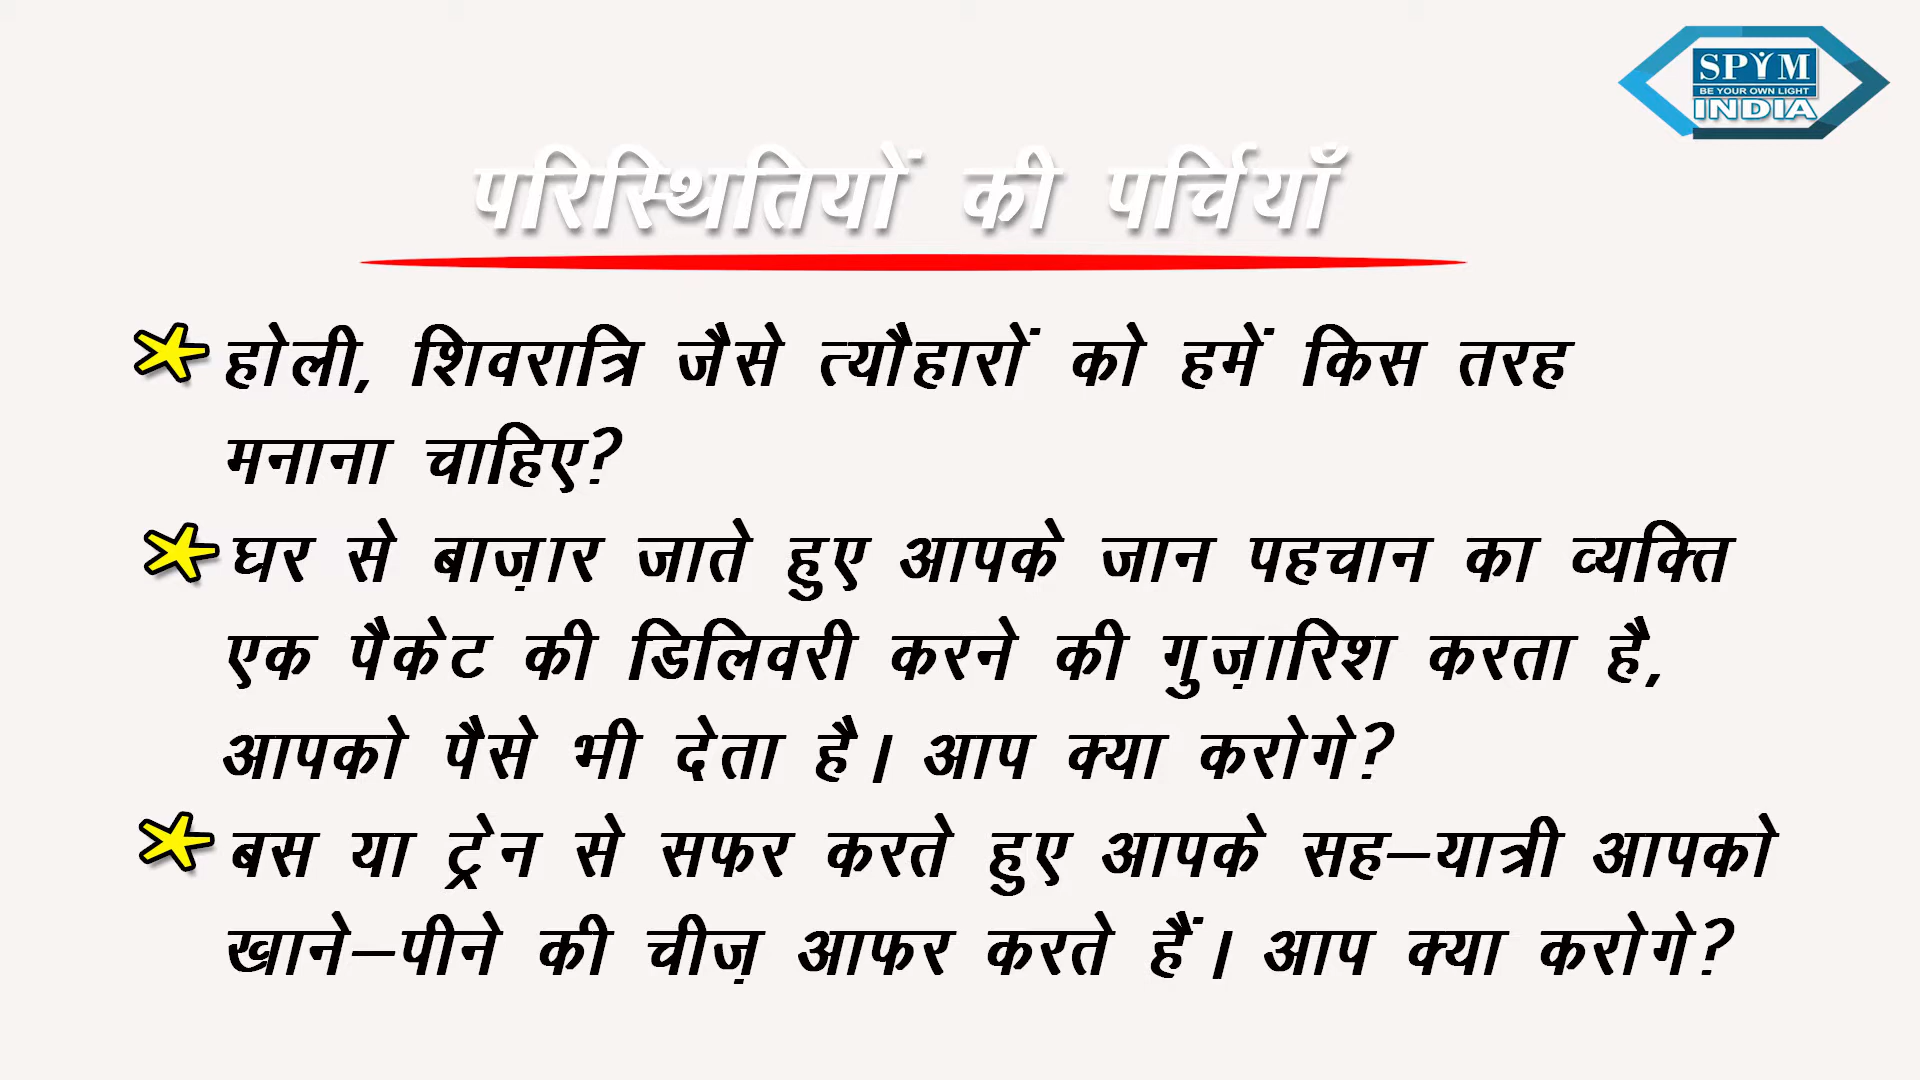 SPYM
BE YOUR OWN LIGHT
INDIA
परिस्थितियों की पर्चियाँ
होली, शिवरात्रि जैसे त्यौहारों को हमें किस तरह
मनाना चाहिए?
घर से बाज़ार जाते हुए आपके जान पहचान का व्यक्ति
एक पैकेट की डिलिवरी करने की गुज़ारिश करता है,
आपको पैसे भी देता है। आप क्या करोगे?
बस या ट्रेन से सफर करते हुए आपके सह–यात्री आपको
खाने–पीने की चीज़ आफर करते हैं। आप क्या करोगे?